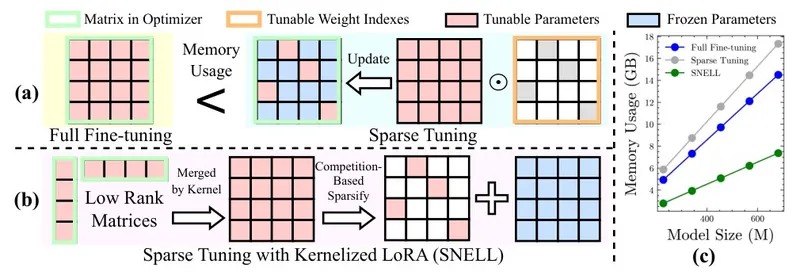 Matrix in Optimizer
Tunable Weight Indexes
Tunable Parameters
Frozen Parameters
(a)
Memory
Usage
<
Update
Full Fine-tuning
Sparse Tuning
(b)
Low Rank
Matrices
Merged
by Kernel
Competition-
Based
Sparsify
Sparse Tuning with Kernelized LoRA (SNELL)
18
16
14
12
10
8
6
4
Memory Usage (GB)
Full Fine-tuning
Sparse Tuning
SNELL
400 600
Model Size (M)
(c)